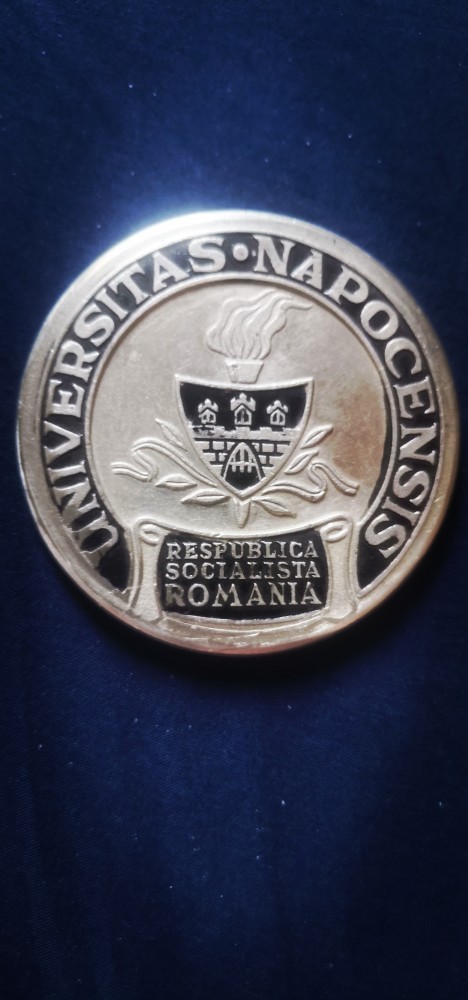 UNIVERSITAS · NAPOCENSIS
RESPUBLICA
SOCIALISTA
ROMANIA